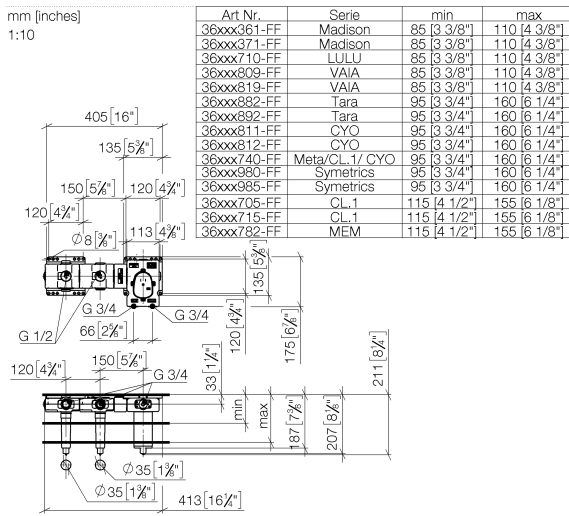 mm [inches]
1:10
Art Nr. Serie min max
36xxx361-FF Madison 85 [3 3/8"] 110 [4 3/8"]
36xxx371-FF Madison 85 [3 3/8"] 110 [4 3/8"]
36xxx710-FF LULU 85 [3 3/8"] 110 [4 3/8"]
36xxx809-FF VAIA 85 [3 3/8"] 110 [4 3/8"]
36xxx819-FF VAIA 85 [3 3/8"] 110 [4 3/8"]
36xxx882-FF Tara 95 [3 3/4"] 160 [6 1/4"]
36xxx892-FF Tara 95 [3 3/4"] 160 [6 1/4"]
36xxx811-FF CYO 95 [3 3/4"] 160 [6 1/4"]
36xxx812-FF CYO 95 [3 3/4"] 160 [6 1/4"]
36xxx740-FF Meta/CL.1/ CYO 95 [3 3/4"] 160 [6 1/4"]
36xxx980-FF Symetrics 95 [3 3/4"] 160 [6 1/4"]
36xxx985-FF Symetrics 95 [3 3/4"] 160 [6 1/4"]
36xxx705-FF CL.1 115 [4 1/2"] 155 [6 1/8"]
36xxx715-FF CL.1 115 [4 1/2"] 155 [6 1/8"]
36xxx782-FF MEM 115 [4 1/2"] 155 [6 1/8"]
405 [16"]
135 [5⅜"]
150 [5⅞"] 120 [4¾"]
120 [4¾"]
Ø8 [⅜"] 113 [4⅜"]
135 [5⅜"]
120 [4¾"]
175 [6⅞"]
G 3/4 G 3/4
G 1/2 66 [2⅝"]
211 [8¼"]
120 [4¾"] 150 [5⅞"] G 3/4
33 [1¼"]
min
max
187 [7⅜"]
207 [8⅛"]
Ø35 [1⅜"]
Ø35 [1⅜"]
413 [16¼"]